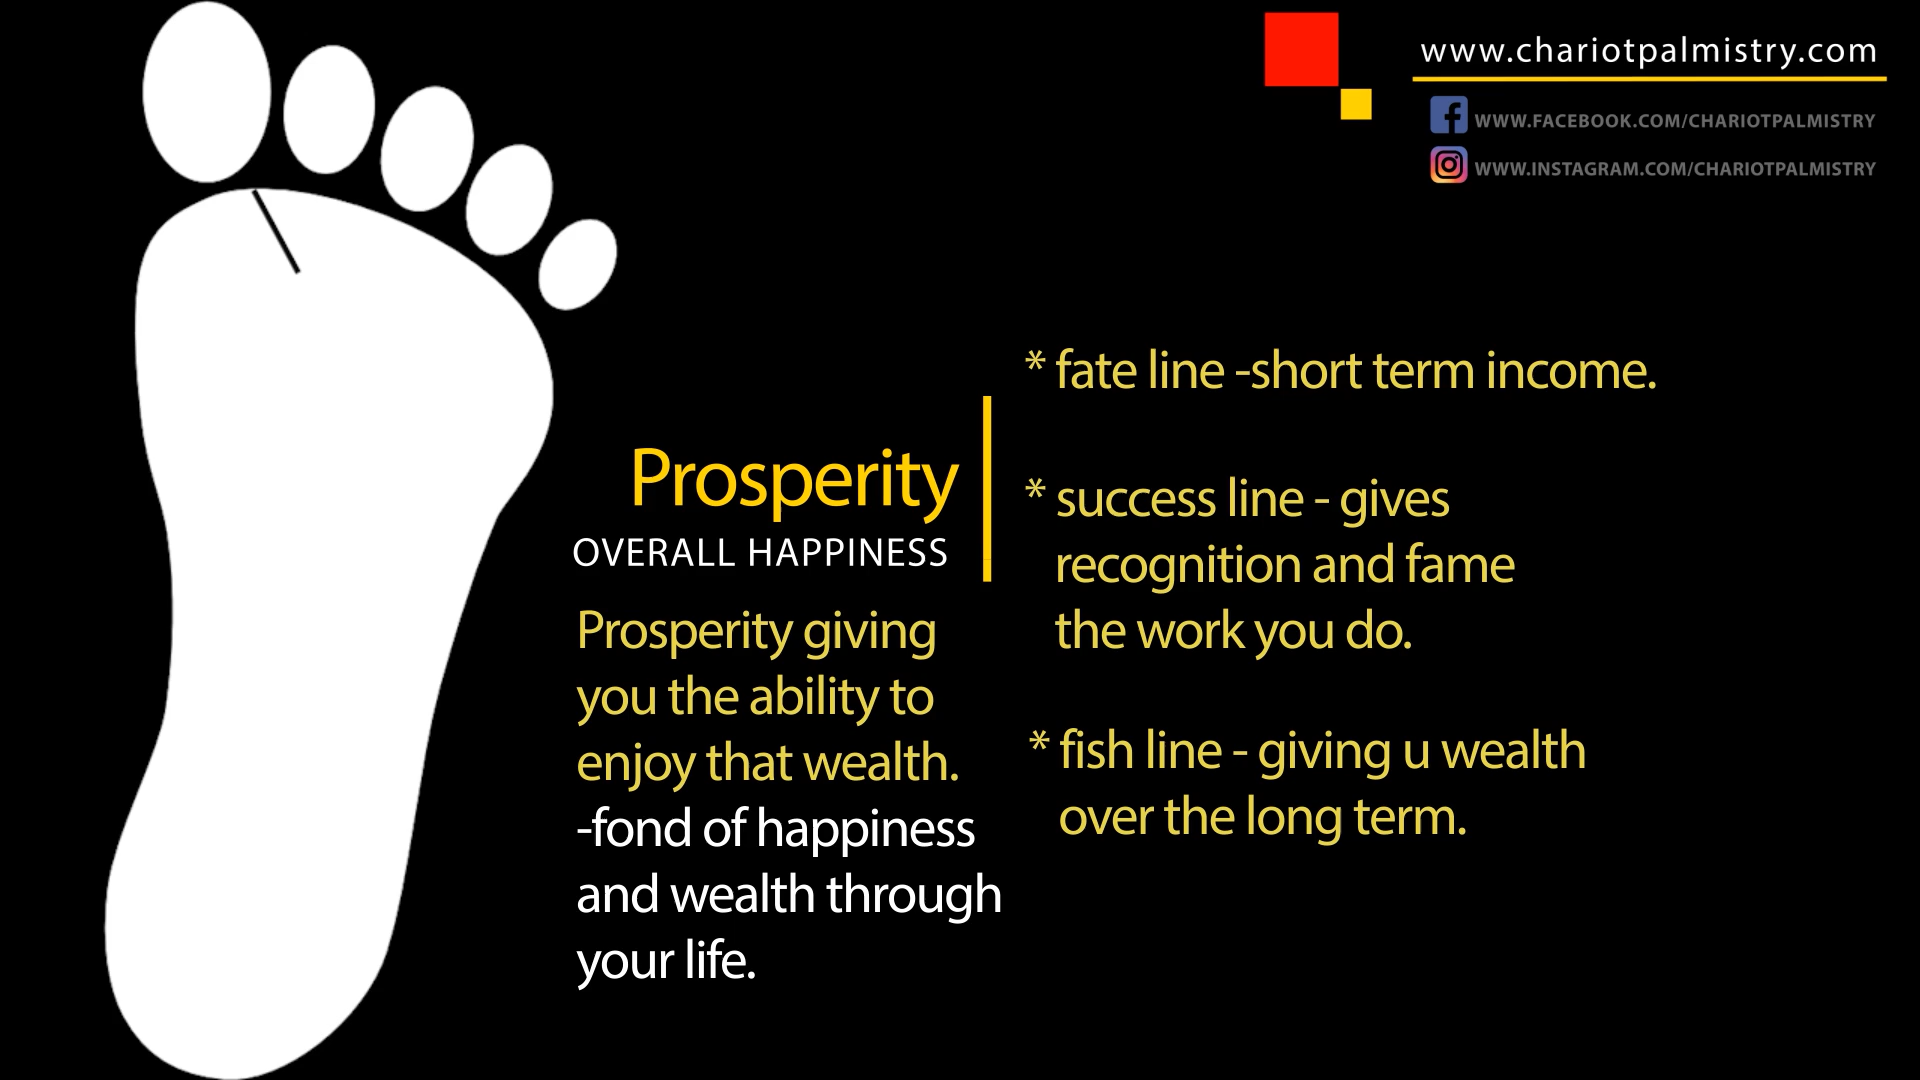 www.chariotpalmistry.com
WWW.FACEBOOK.COM/CHARIOTPALMISTRY
WWW.INSTAGRAM.COM/CHARIOTPALMISTRY
Prosperity
OVERALL HAPPINESS
Prosperity giving
you the ability to
enjoy that wealth.
-fond of happiness
and wealth through
your life.
* fate line -short term income.
* success line - gives
recognition and fame
the work you do.
* fish line - giving u wealth
over the long term.